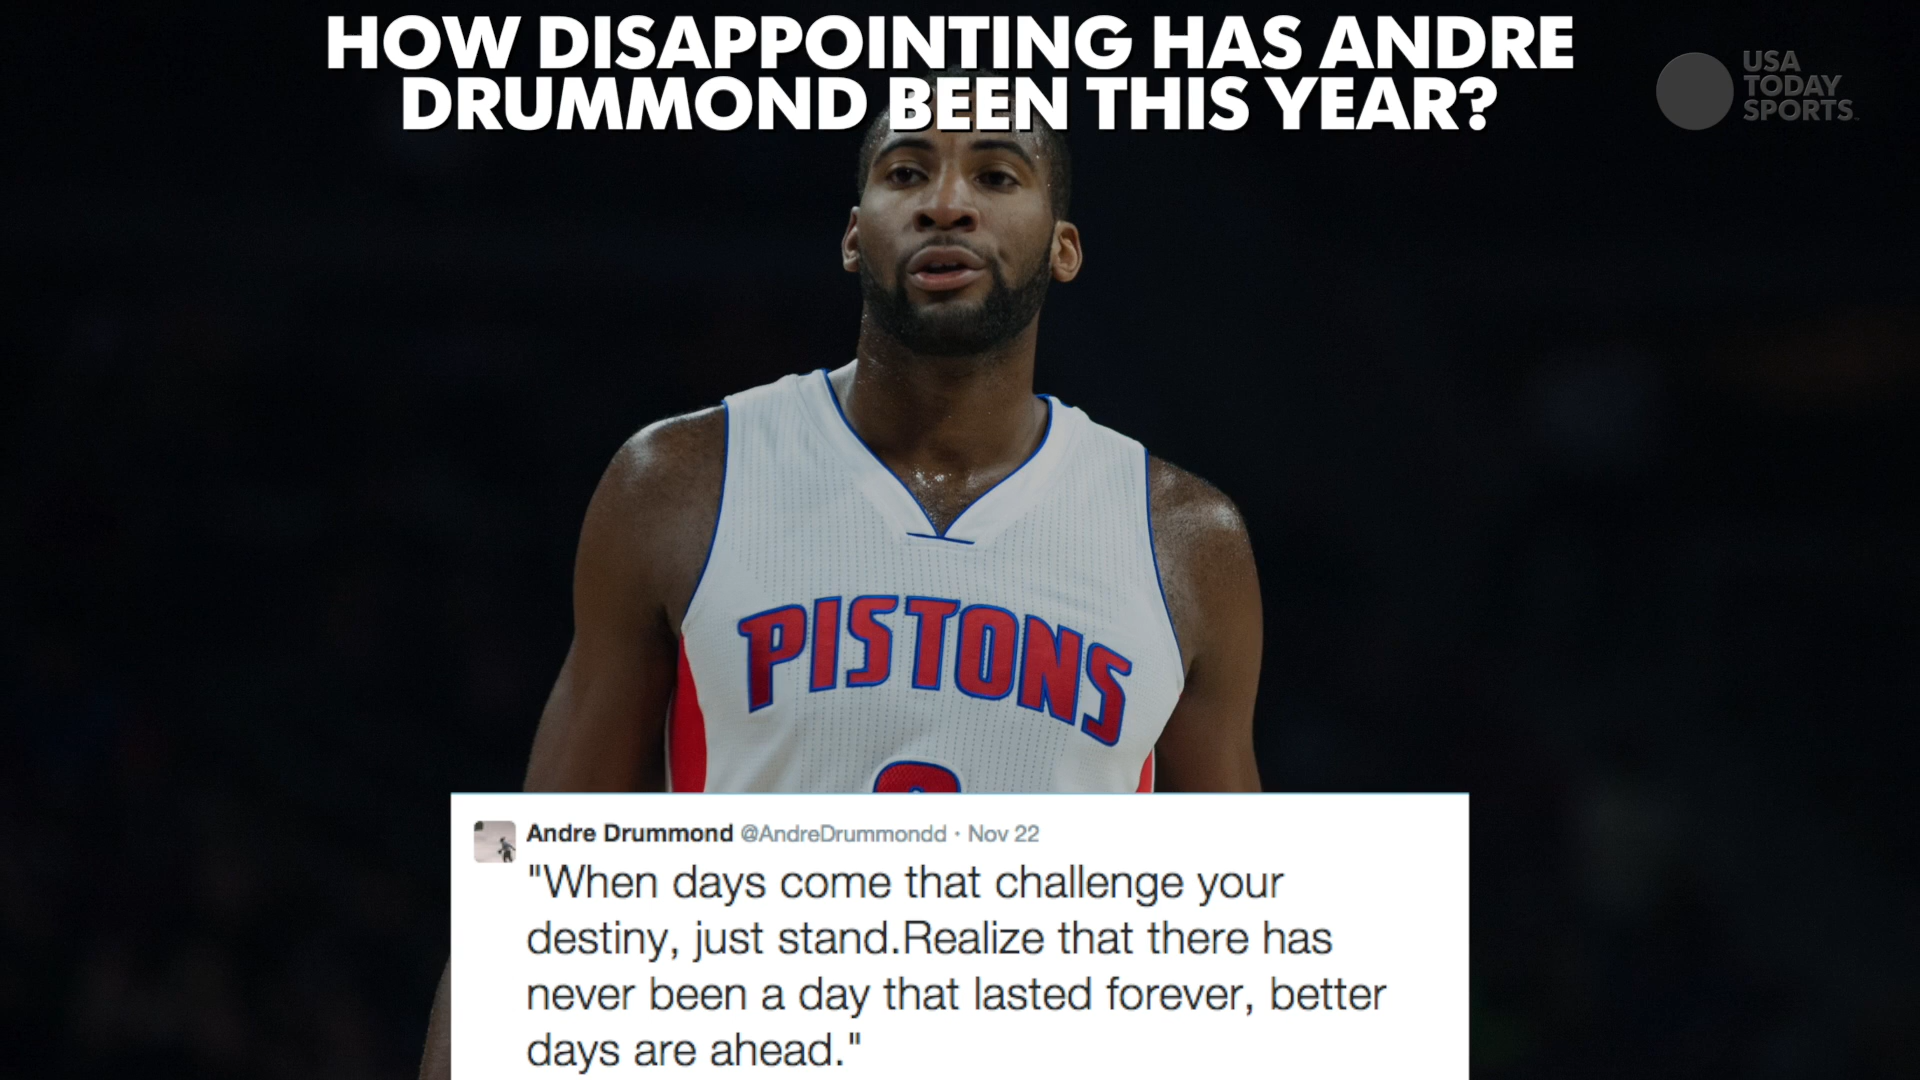 HOW DISAPPOINTING HAS ANDRE
DRUMMOND BEEN THIS YEAR?
USA
TODAY
SPORTS
PISTONS
Andre Drummond @AndreDrummondd · Nov 22
"When days come that challenge your
destiny, just stand.Realize that there has
never been a day that lasted forever, better
days are ahead."